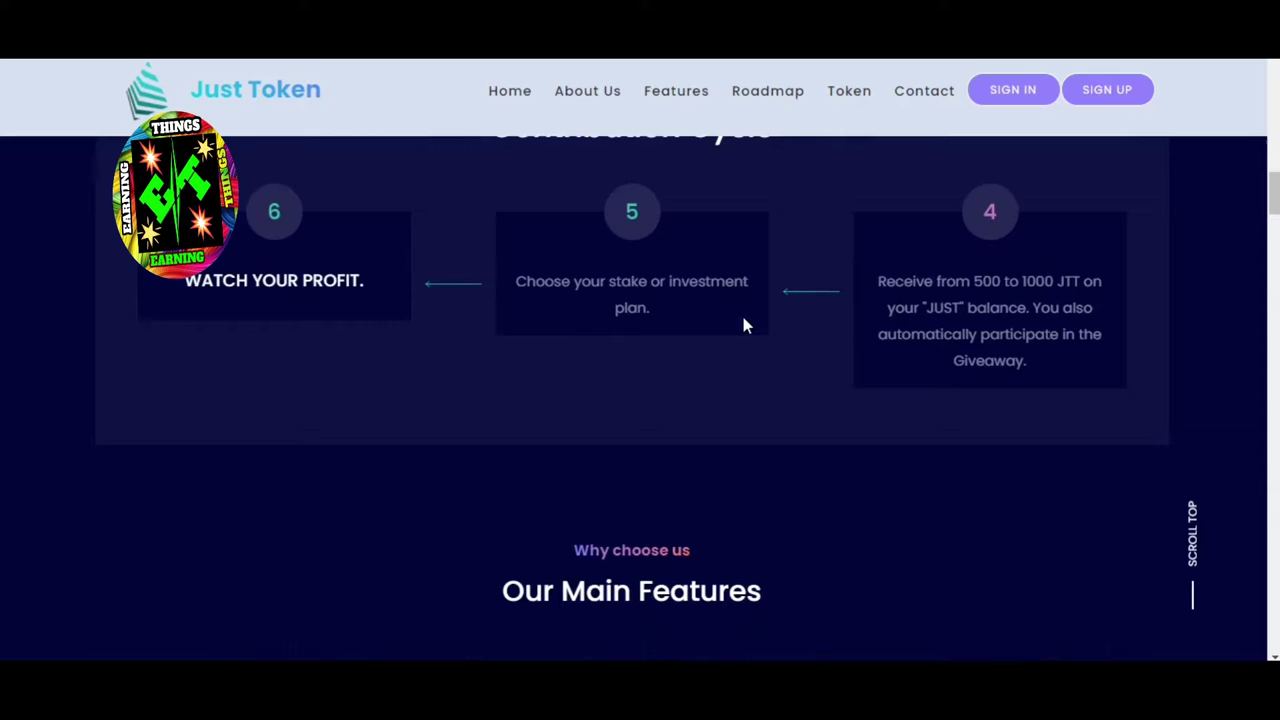 Just Token
Home
About Us
Features
Roadmap
Token
Contact
SIGN IN
SIGN UP
THINGS
EARNING
ET
THINGS
EARNING
6
WATCH YOUR PROFIT.
5
Choose your stake or investment
plan.
4
Receive from 500 to 1000 JTT on
your "JUST" balance. You also
automatically participate in the
Giveaway.
Why choose us
Our Main Features
SCROLL TOP